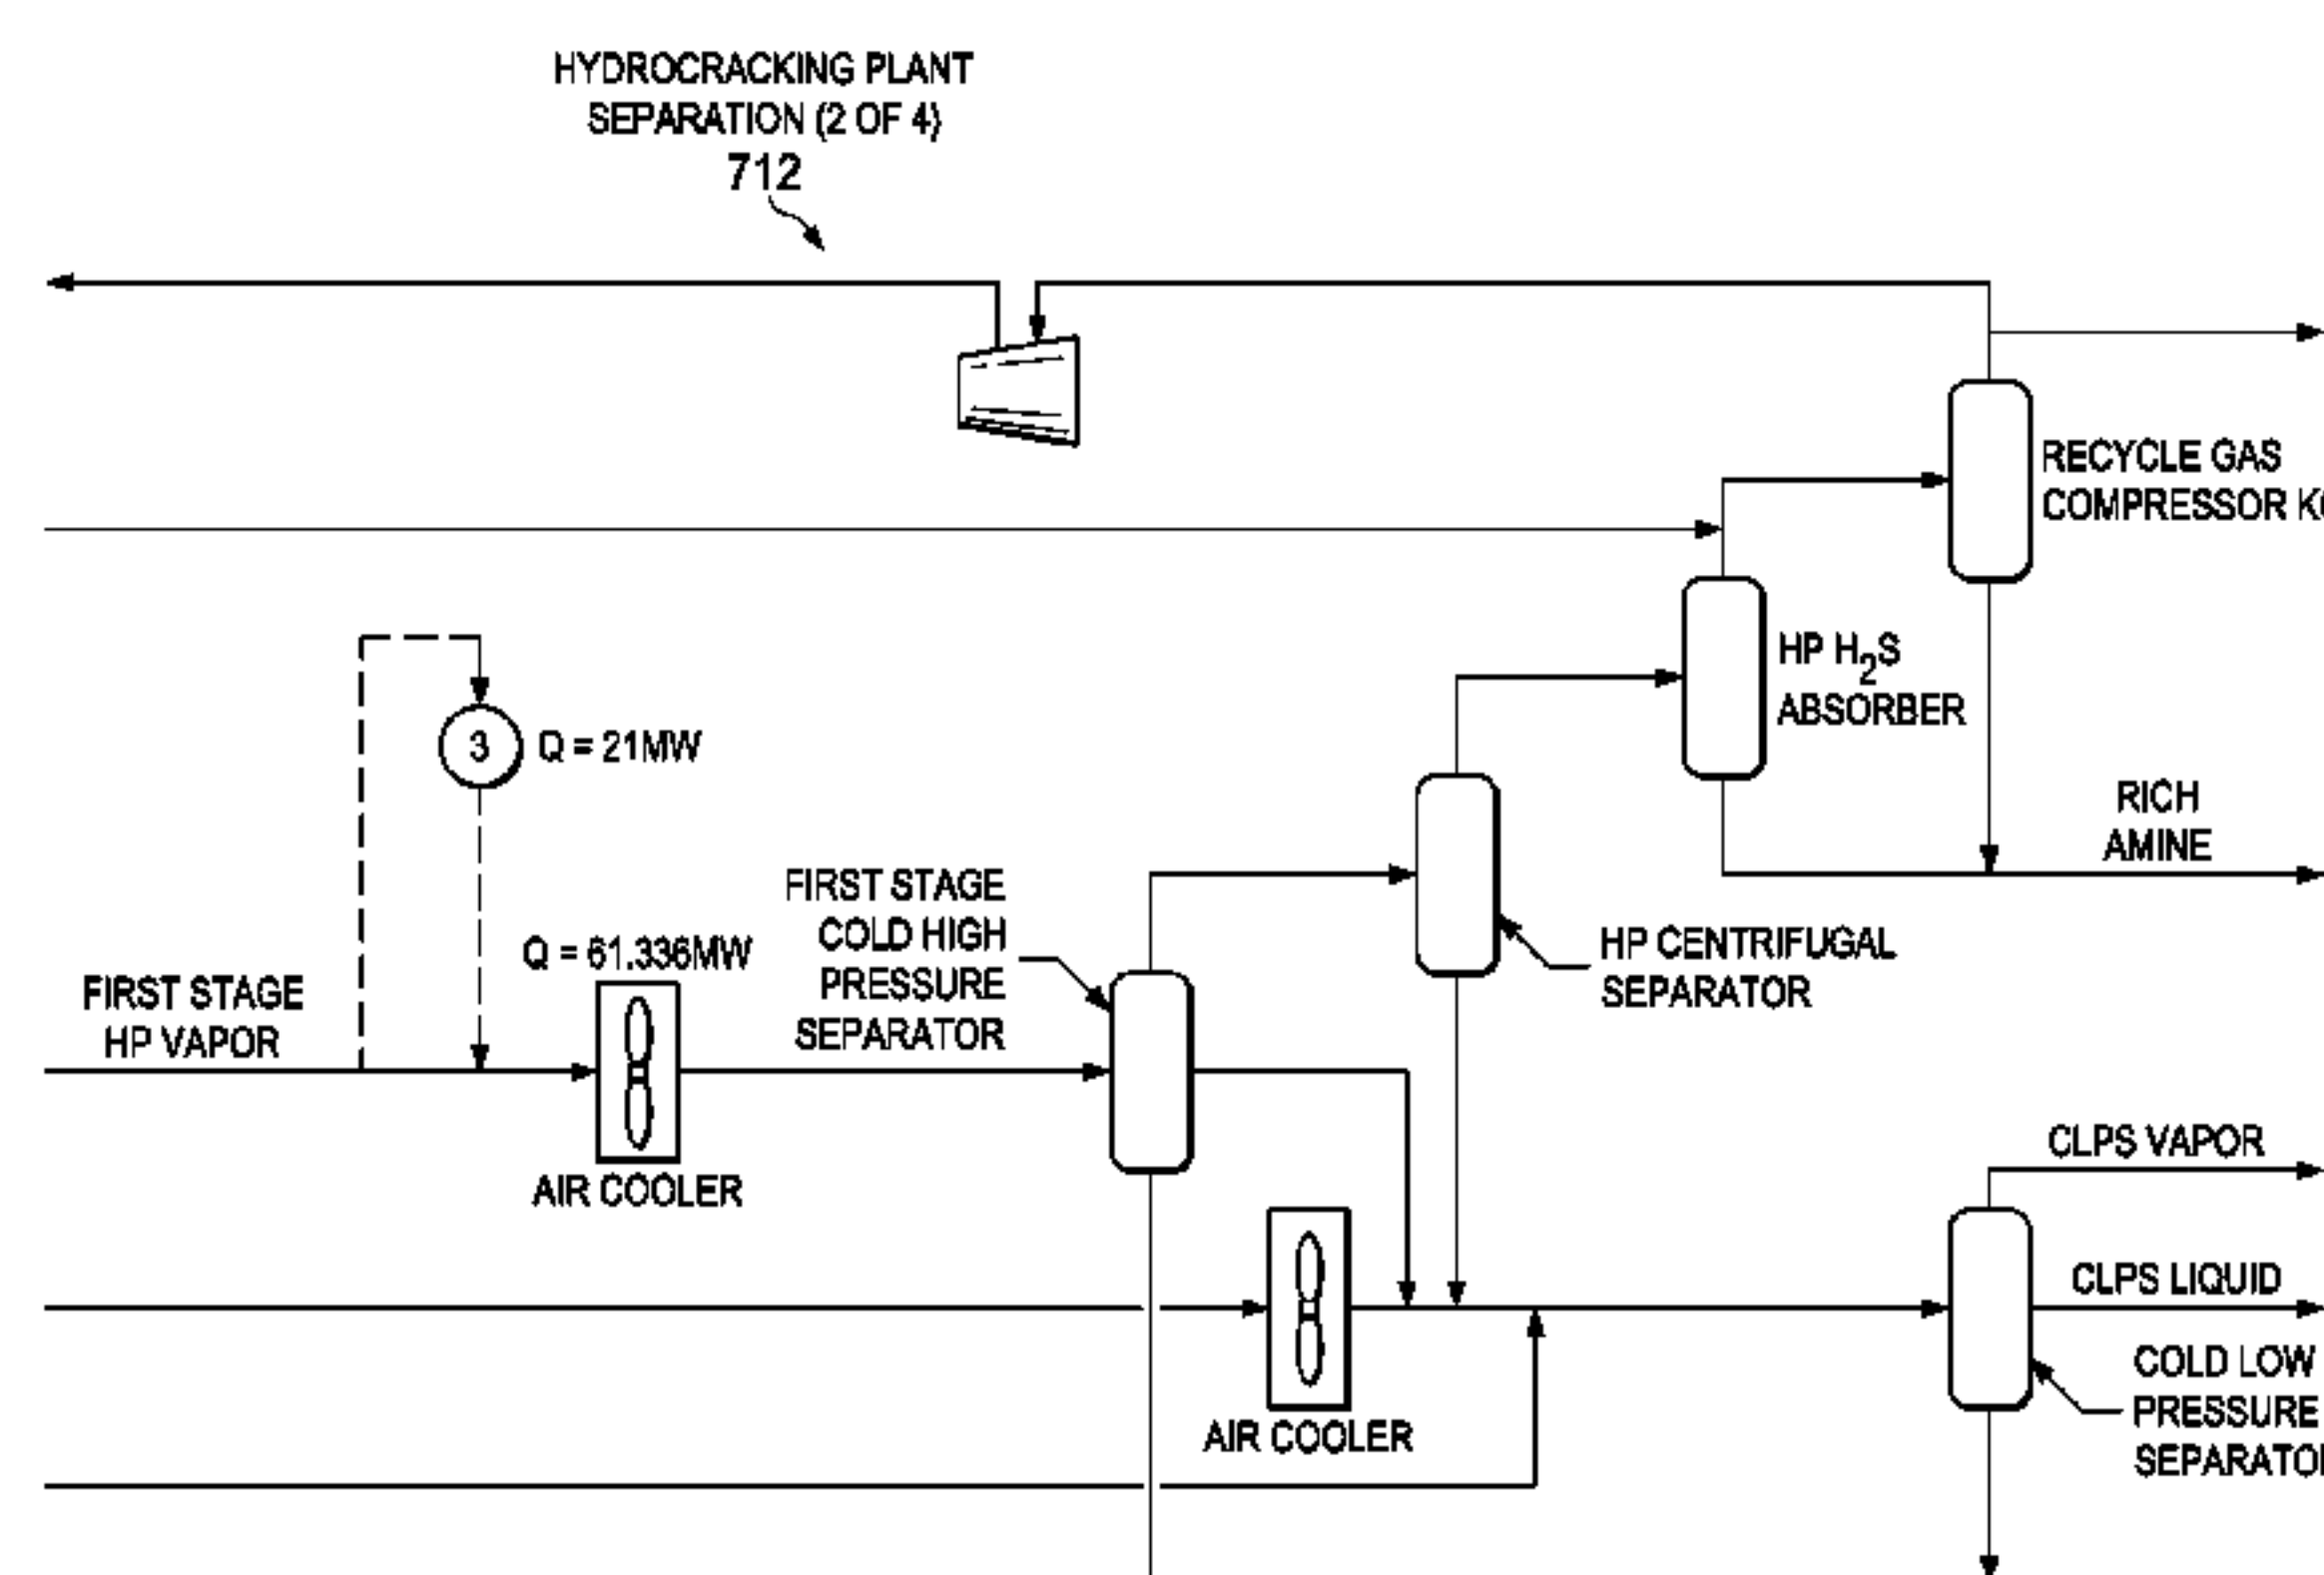 HYDROCRACKING PLANT
SEPARATION (2 OF 4)
712
RECYCLE GAS
COMPRESSOR
HP H2S
ABSORBER
3
Q = 21MW
RICH
AMINE
FIRST STAGE
COLD HIGH
PRESSURE
SEPARATOR
HP CENTRIFUGAL
SEPARATOR
Q = 61.336MW
FIRST STAGE
HP VAPOR
AIR COOLER
CLPS VAPOR
CLPS LIQUID
COLD LOW
PRESSURE
AIR COOLER